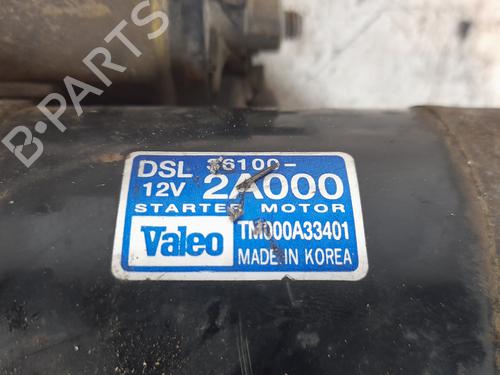 B-PARTS
DSL 36100-
12V 2A000
STARTER MOTOR
Valeo TM000A33401
MADE IN KOREA